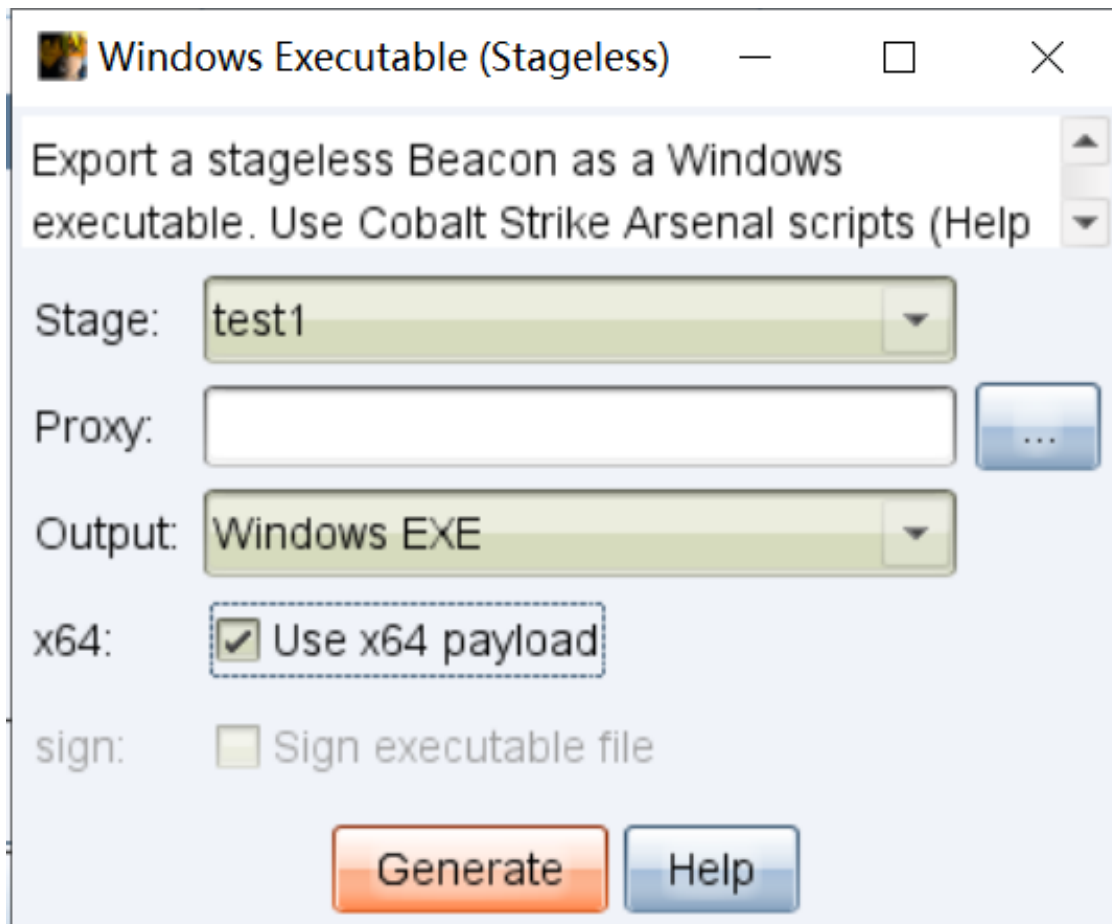 Windows Executable (Stageless)
Export a stageless Beacon as a Windows
executable. Use Cobalt Strike Arsenal scripts (Help
Stage: test1
Proxy: ...
Output: Windows EXE
x64: Use x64 payload
sign: Sign executable file
Generate Help